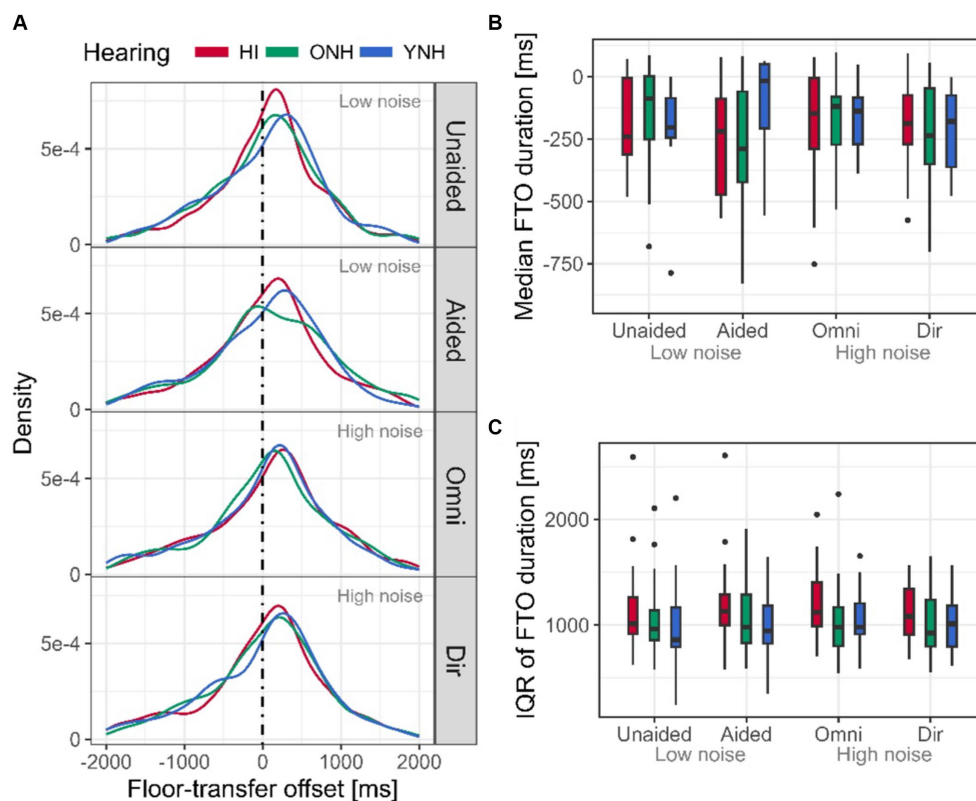 A
Hearing HI ONH YNH
Low noise
Unaided
5e-4
0
Low noise
Aided
5e-4
0
High noise
Omni
5e-4
0
High noise
Dir
5e-4
0
Density
-2000 -1000 0 1000 2000
Floor-transfer offset [ms]
B
Median FTO duration [ms]
0
-250
-500
-750
Unaided Aided Omni Dir
Low noise High noise
C
IQR of FTO duration [ms]
2000
1000
Unaided Aided Omni Dir
Low noise High noise